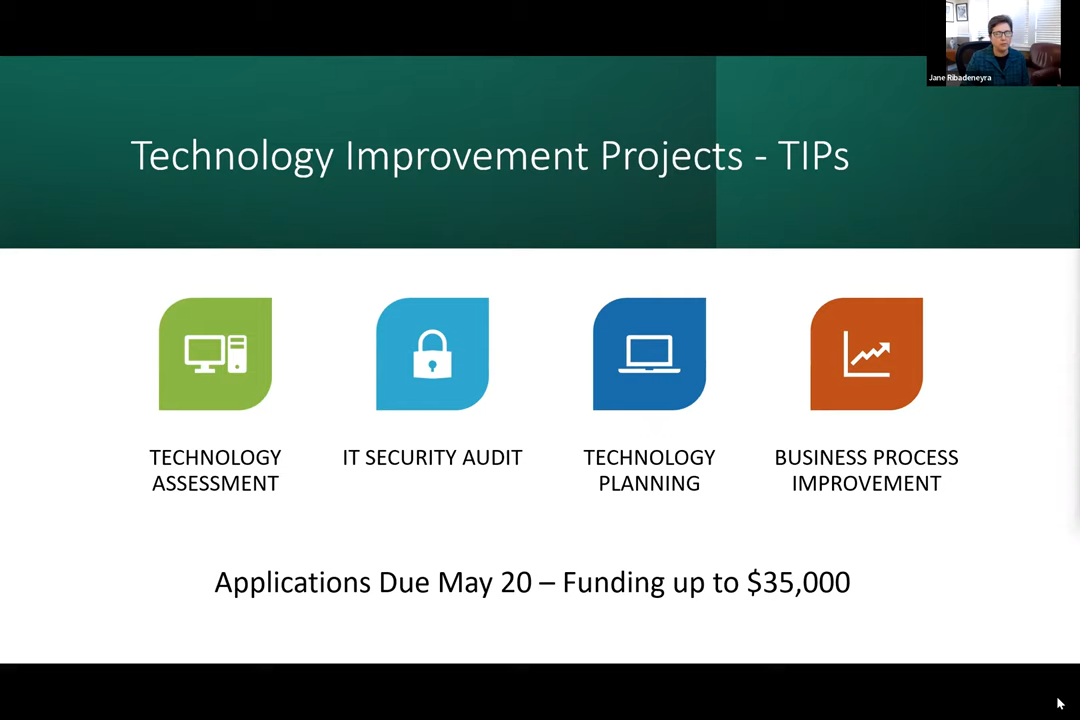 Jane Ribadeneyra
Technology Improvement Projects - TIPs
TECHNOLOGY
ASSESSMENT
IT SECURITY AUDIT
TECHNOLOGY
PLANNING
BUSINESS PROCESS
IMPROVEMENT
Applications Due May 20 – Funding up to $35,000